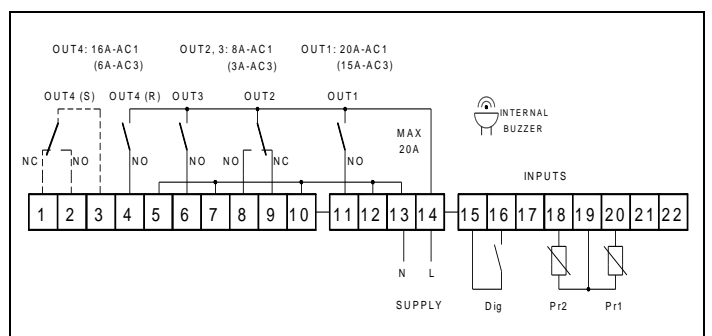 OUT4: 16A-AC1 OUT2, 3: 8A-AC1 OUT1: 20A-AC1
(6A-AC3) (3A-AC3) (15A-AC3)
OUT4 (S) OUT4 (R) OUT3 OUT2 OUT1
INTERNAL
BUZZER
MAX
20A
NC NO NO NO NO NC NO
INPUTS
1 2 3 4 5 6 7 8 9 10 11 12 13 14 15 16 17 18 19 20 21 22
N L
SUPPLY Dig Pr2 Pr1